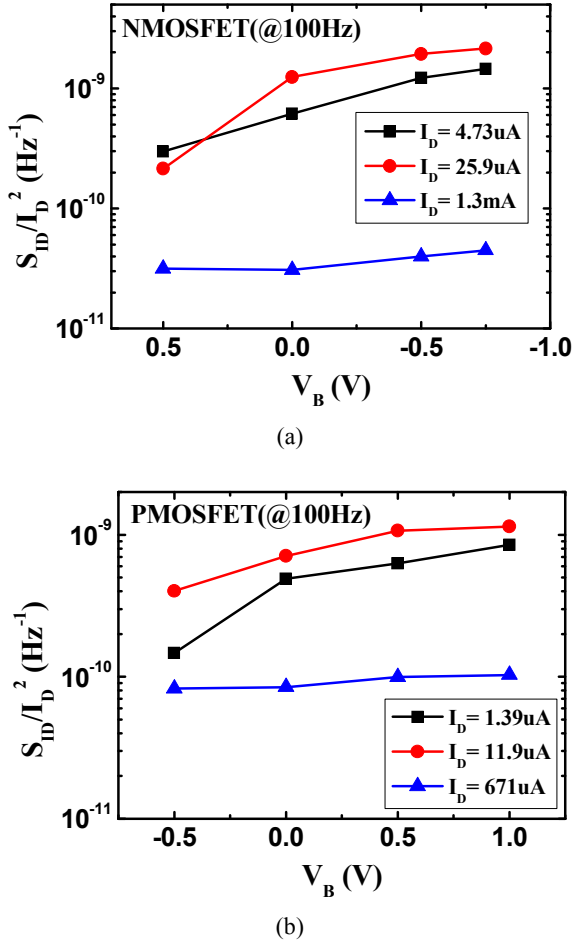 NMOSFET(@100Hz)
10^-9
10^-10
10^-11
S_ID/I_D^2 (Hz^-1)
I_D= 4.73uA
I_D= 25.9uA
I_D= 1.3mA
0.5 0.0 -0.5 -1.0
V_B (V)
(a)
PMOSFET(@100Hz)
10^-9
10^-10
10^-11
S_ID/I_D^2 (Hz^-1)
I_D= 1.39uA
I_D= 11.9uA
I_D= 671uA
-0.5 0.0 0.5 1.0
V_B (V)
(b)